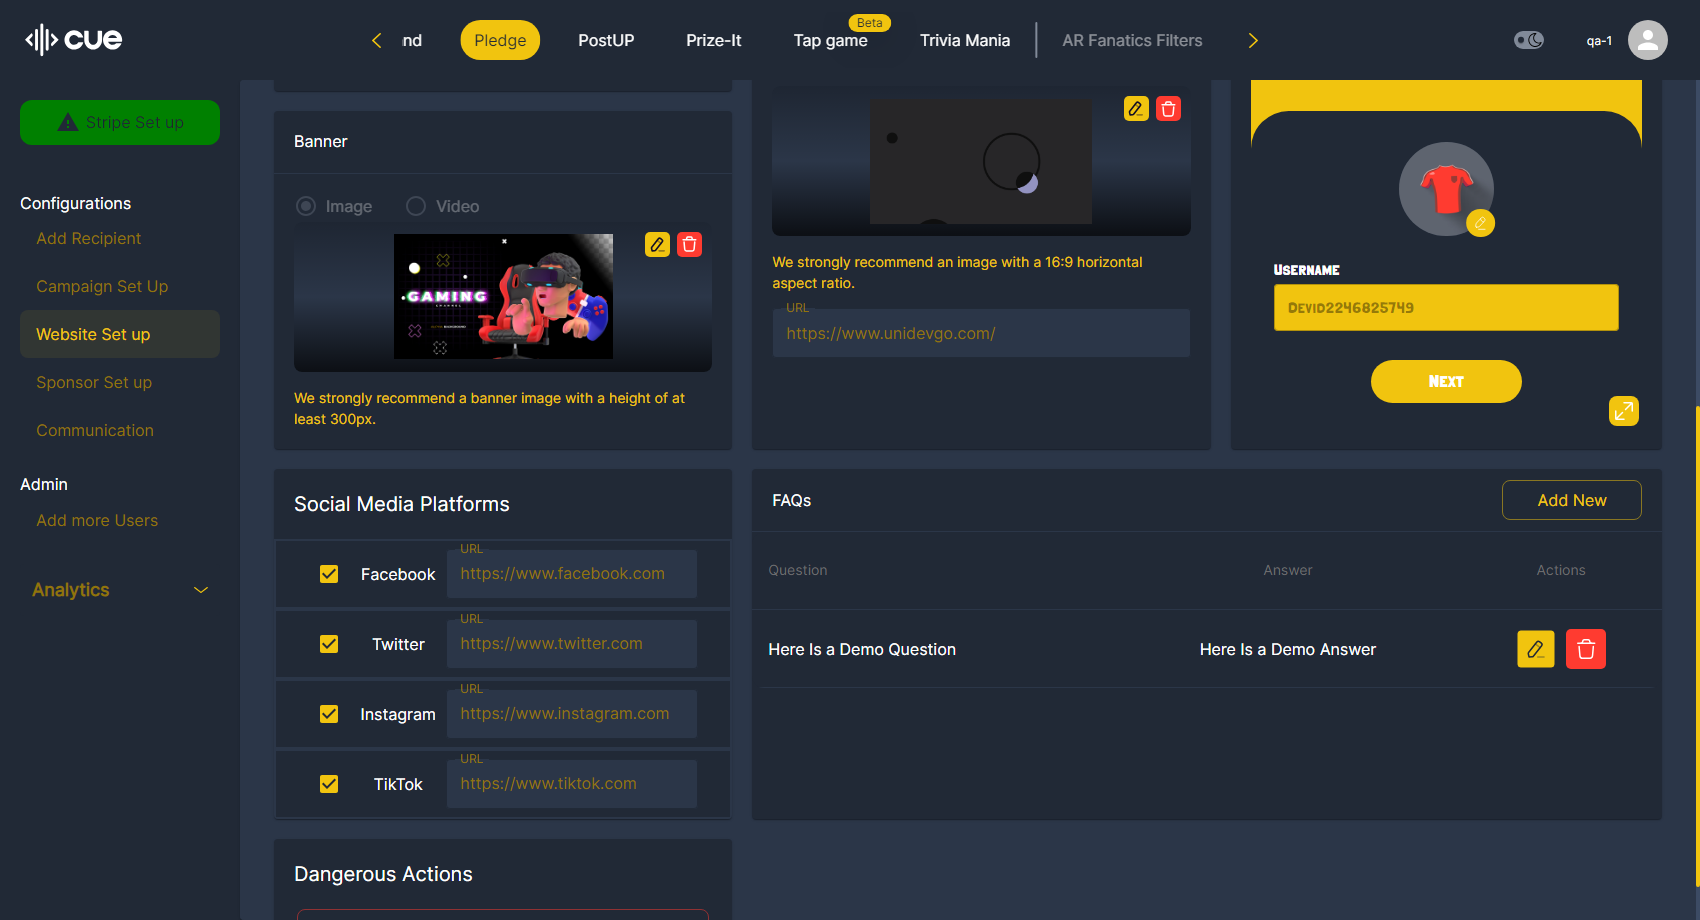 cue
nd
Pledge
PostUP
Prize-It
Tap game
Beta
Trivia Mania
AR Fanatics Filters
qa-1
Stripe Set up
Configurations
Add Recipient
Campaign Set Up
Website Set up
Sponsor Set up
Communication
Admin
Add more Users
Analytics
Banner
Image
Video
GAMING
CHANNEL
We strongly recommend a banner image with a height of at
least 300px.
We strongly recommend an image with a 16:9 horizontal
aspect ratio.
URL
https://www.unidevgo.com/
Username
Devid2246825749
Next
Social Media Platforms
Facebook
URL
https://www.facebook.com
Twitter
URL
https://www.twitter.com
Instagram
URL
https://www.instagram.com
TikTok
URL
https://www.tiktok.com
FAQs
Add New
Question
Answer
Actions
Here Is a Demo Question
Here Is a Demo Answer
Dangerous Actions